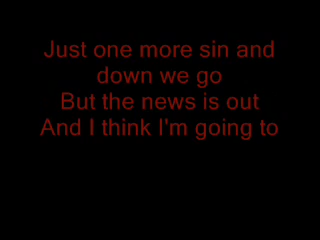 Just one more sin and
down we go
But the news is out
And I think I'm going to